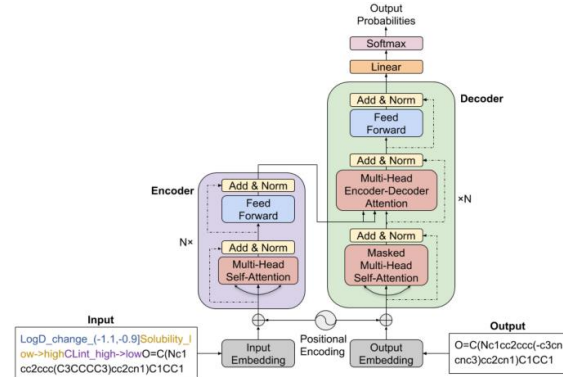 Output
Probabilities
Softmax
Linear
Decoder
Add & Norm
Feed
Forward
Add & Norm
Multi-Head
Encoder-Decoder
Attention
×N
Add & Norm
Masked
Multi-Head
Self-Attention
Encoder
Add & Norm
Feed
Forward
N×
Add & Norm
Multi-Head
Self-Attention
Positional
Encoding
Input
LogD_change_(-1.1,-0.9]Solubility_l
ow->highCLint_high->lowO=C(Nc1
cc2ccc(C3CCCC3)cc2cn1)C1CC1
Input
Embedding
Output
Embedding
Output
O=C(Nc1cc2ccc(-c3cn
cnc3)cc2cn1)C1CC1